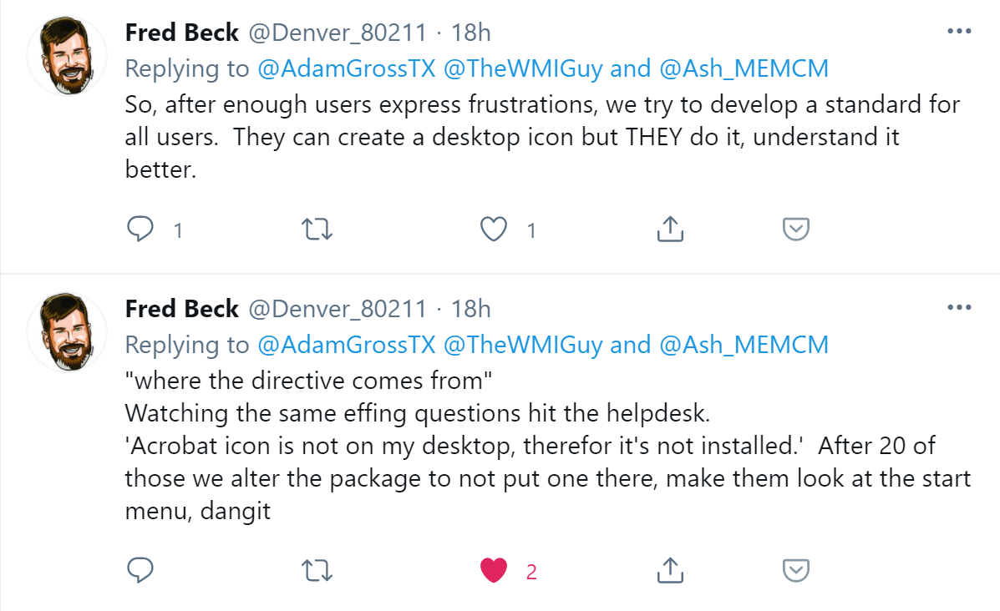 Fred Beck @Denver_80211 · 18h
Replying to @AdamGrossTX @TheWMIGuy and @Ash_MEMCM
So, after enough users express frustrations, we try to develop a standard for
all users.  They can create a desktop icon but THEY do it, understand it
better.
1 1
Fred Beck @Denver_80211 · 18h
Replying to @AdamGrossTX @TheWMIGuy and @Ash_MEMCM
"where the directive comes from"
Watching the same effing questions hit the helpdesk.
'Acrobat icon is not on my desktop, therefor it's not installed.'  After 20 of
those we alter the package to not put one there, make them look at the start
menu, dangit
2